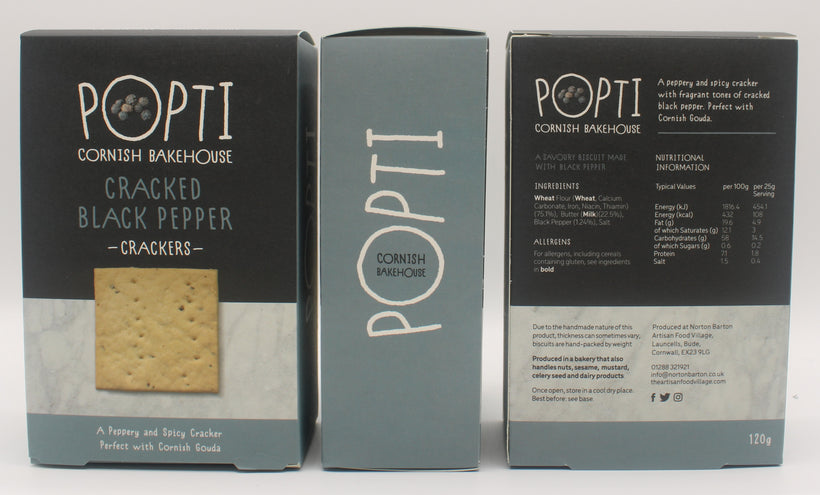 POPTI
CORNISH BAKEHOUSE
CRACKED
BLACK PEPPER
–CRACKERS–
A Peppery and Spicy Cracker
Perfect with Cornish Gouda
POPTI
CORNISH
BAKEHOUSE
POPTI
CORNISH BAKEHOUSE
A peppery and spicy cracker
with fragrant tones of cracked
black pepper. Perfect with
Cornish Gouda.
A SAVOURY BISCUIT MADE
WITH BLACK PEPPER
INGREDIENTS
Wheat Flour (Wheat, Calcium
Carbonate, Iron, Niacin, Thiamin)
(75.1%), Butter (Milk)(22.5%),
Black Pepper (1.24%), Salt.
ALLERGENS
For allergens, including cereals
containing gluten, see ingredients
in bold
NUTRITIONAL
INFORMATION
Typical Values per 100g per 25g
Serving
Energy (kJ) 1816.4 454.1
Energy (kcal) 432 108
Fat (g) 19.6 4.9
of which Saturates (g) 12.1 3
Carbohydrates (g) 58 14.5
of which Sugars (g) 0.6 0.2
Protein 7.1 1.8
Salt 1.5 0.4
Due to the handmade nature of this
product, thickness can sometimes vary,
biscuits are hand-packed by weight
Produced in a bakery that also
handles nuts, sesame, mustard,
celery seed and dairy products
Once open, store in a cool dry place.
Best before: see base.
Produced at Norton Barton
Artisan Food Village,
Launcells, Bude,
Cornwall, EX23 9LG
01288 321921
info@nortonbarton.co.uk
theartisanfoodvillage.com
120g